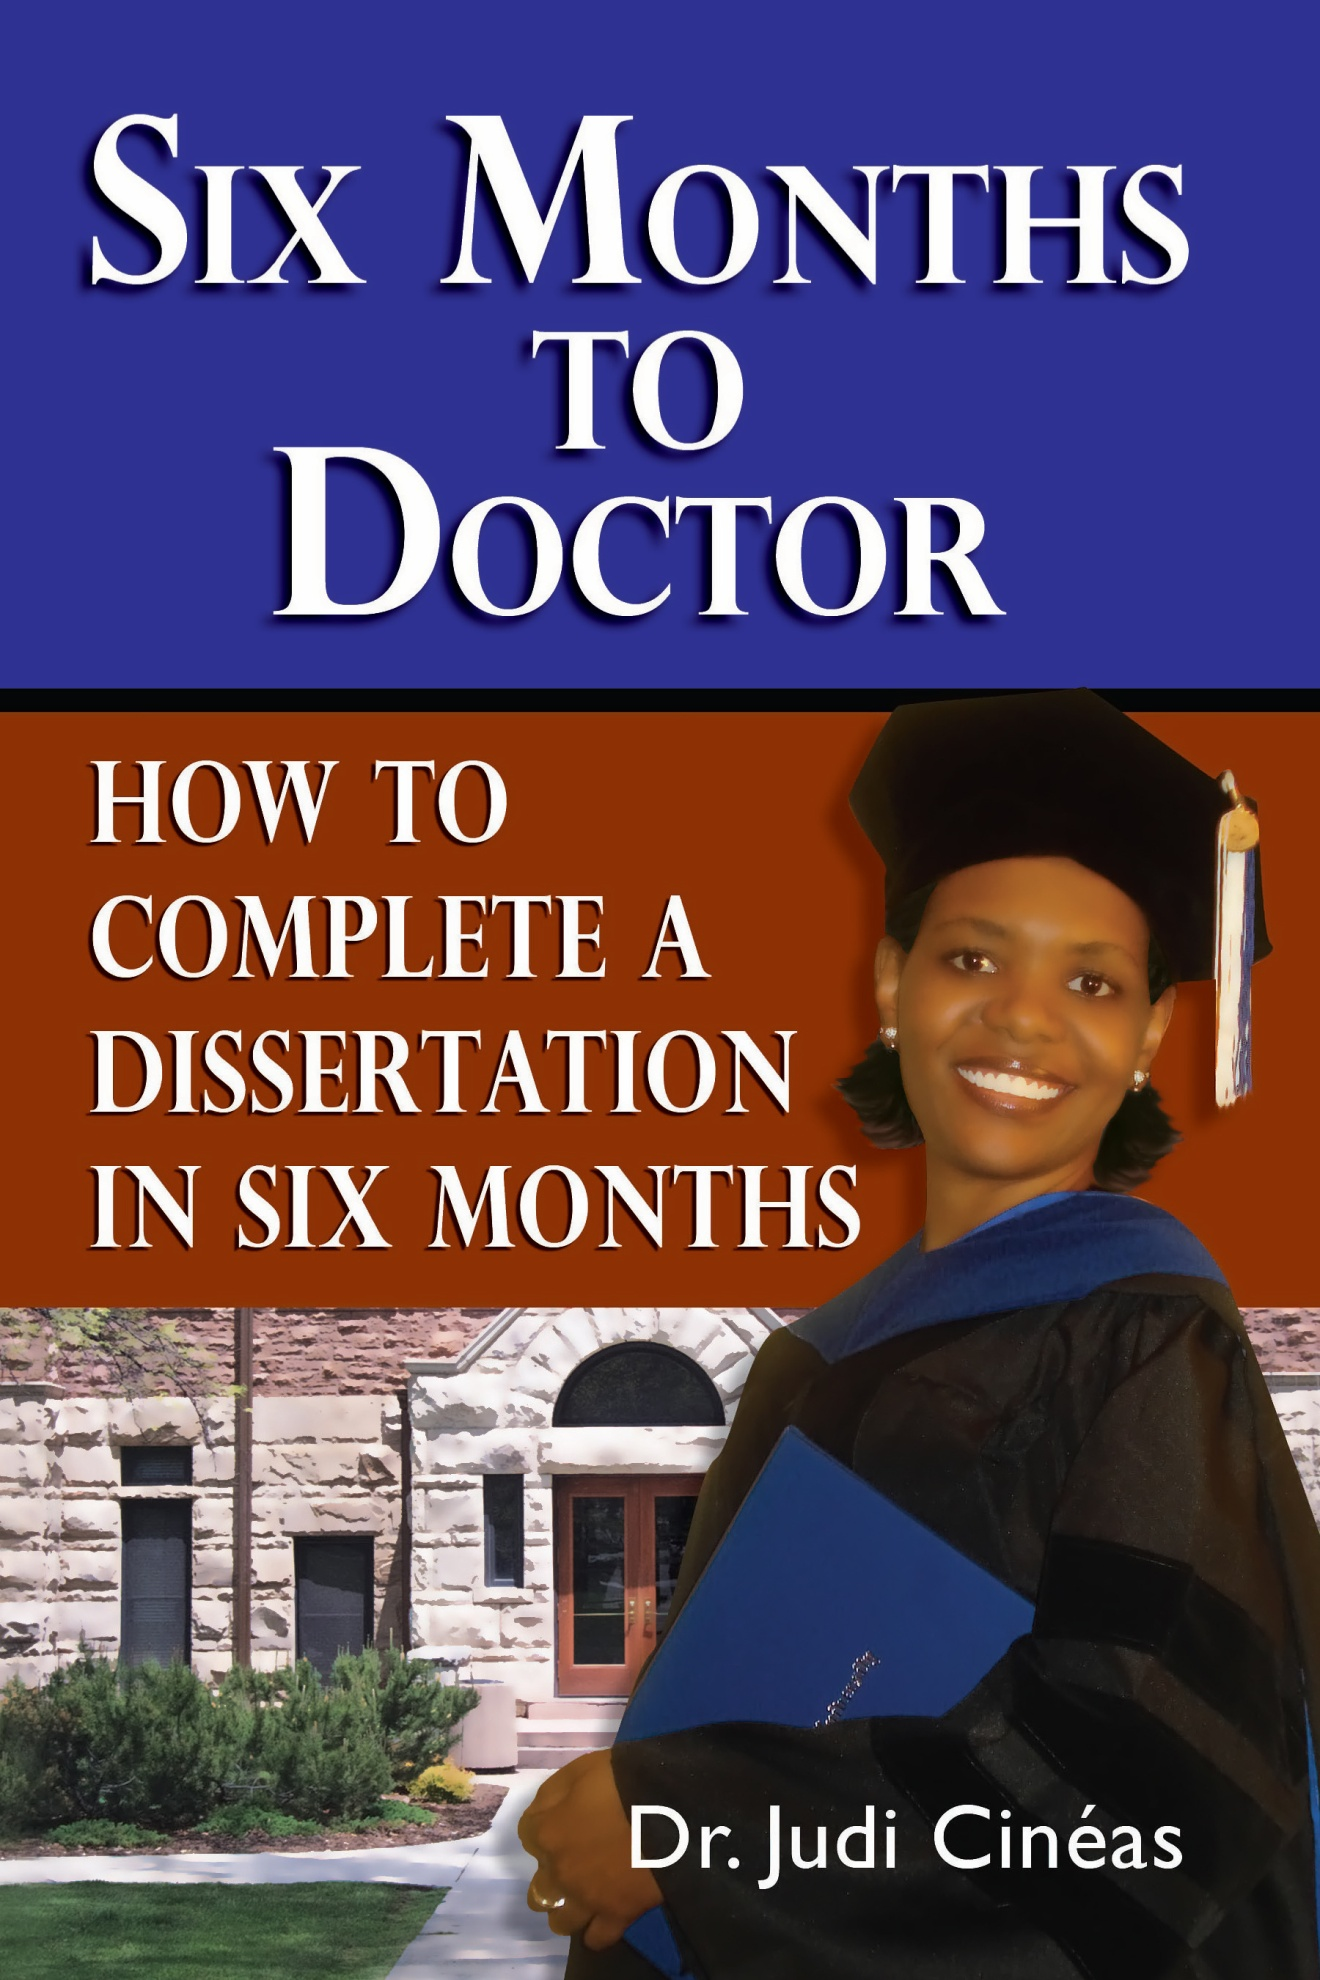 SIX MONTHS
TO
DOCTOR
HOW TO
COMPLETE A
DISSERTATION
IN SIX MONTHS
Dr. Judi Cinéas